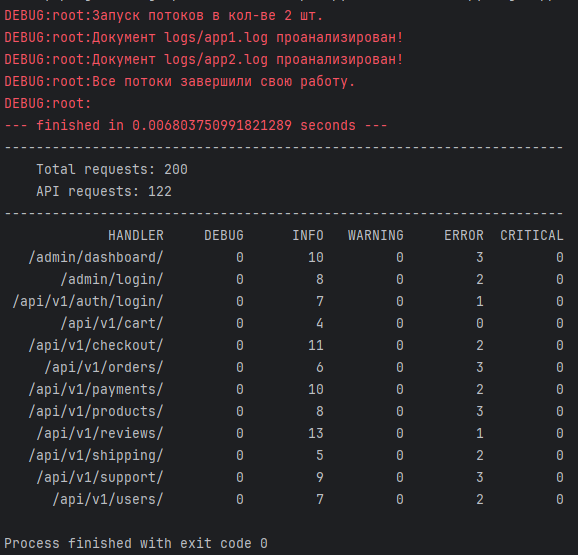 DEBUG:root:Запуск потоков в кол-ве 2 шт.
DEBUG:root:Документ logs/app1.log проанализирован!
DEBUG:root:Документ logs/app2.log проанализирован!
DEBUG:root:Все потоки завершили свою работу.
DEBUG:root:
--- finished in 0.006803750991821289 seconds ---
----------------------------------------------------------------------
Total requests: 200
API requests: 122
----------------------------------------------------------------------
HANDLER DEBUG INFO WARNING ERROR CRITICAL
/admin/dashboard/ 0 10 0 3 0
/admin/login/ 0 8 0 2 0
/api/v1/auth/login/ 0 7 0 1 0
/api/v1/cart/ 0 4 0 0 0
/api/v1/checkout/ 0 11 0 2 0
/api/v1/orders/ 0 6 0 3 0
/api/v1/payments/ 0 10 0 2 0
/api/v1/products/ 0 8 0 3 0
/api/v1/reviews/ 0 13 0 1 0
/api/v1/shipping/ 0 5 0 2 0
/api/v1/support/ 0 9 0 3 0
/api/v1/users/ 0 7 0 2 0
Process finished with exit code 0